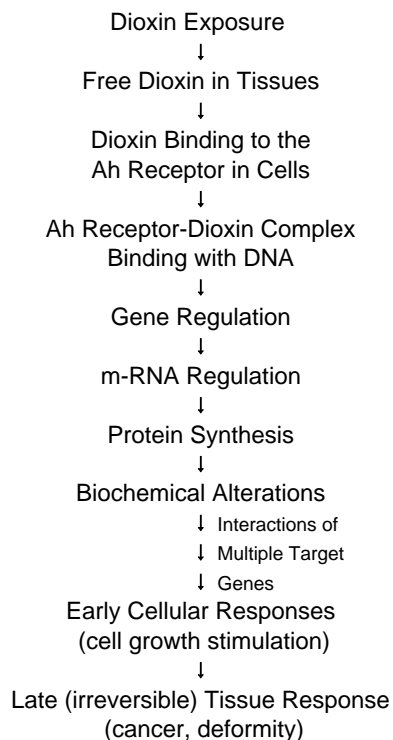 Dioxin Exposure
↓
Free Dioxin in Tissues
↓
Dioxin Binding to the
Ah Receptor in Cells
↓
Ah Receptor-Dioxin Complex
Binding with DNA
↓
Gene Regulation
↓
m-RNA Regulation
↓
Protein Synthesis
↓
Biochemical Alterations
↓ Interactions of
↓ Multiple Target
↓ Genes
Early Cellular Responses
(cell growth stimulation)
↓
Late (irreversible) Tissue Response
(cancer, deformity)